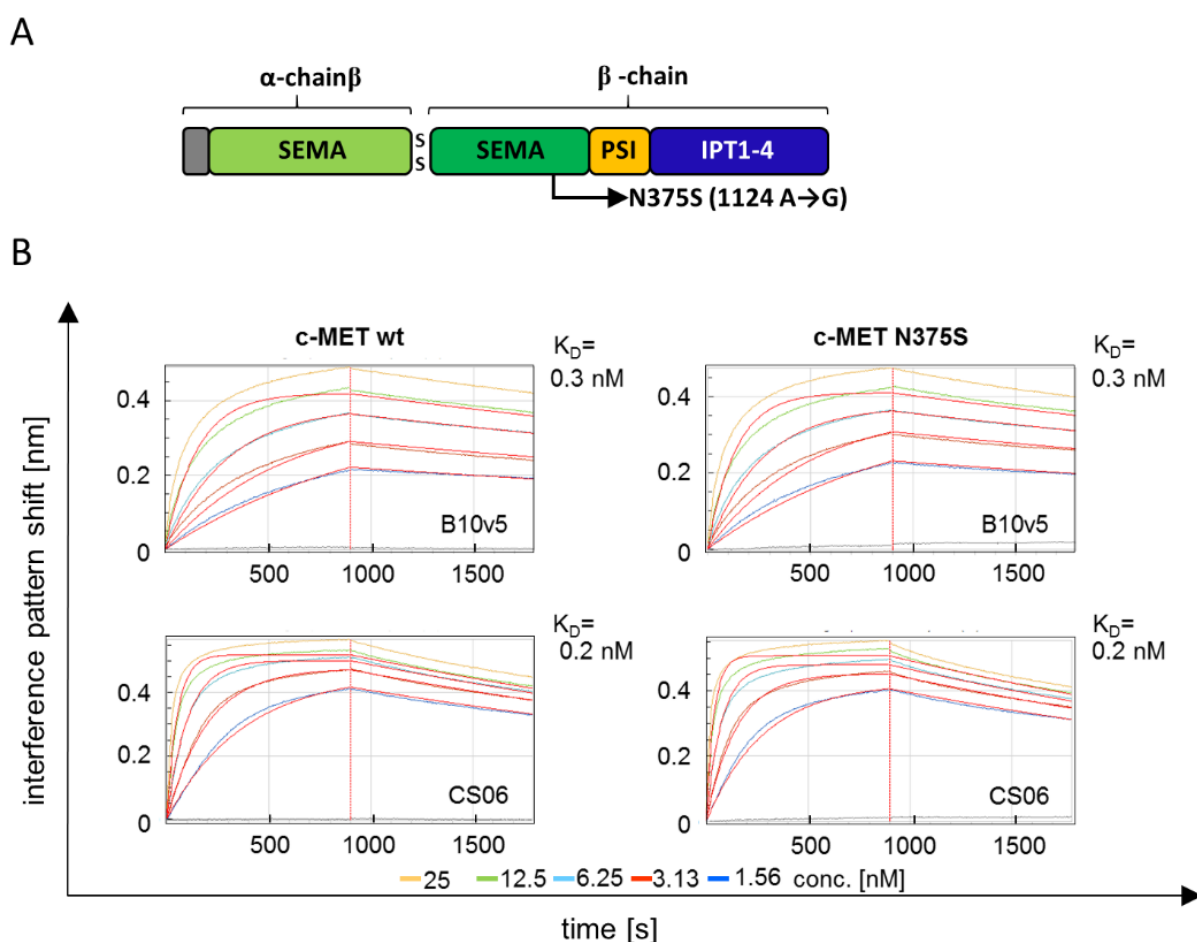 A
α-chainβ
β -chain
SEMA
S
S
SEMA
PSI
IPT1-4
N375S (1124 A→G)
B
interference pattern shift [nm]
c-MET wt
K_D=
0.3 nM
0.4
0.2
0
B10v5
500
1000
1500
c-MET N375S
K_D=
0.3 nM
0.4
0.2
0
B10v5
500
1000
1500
K_D=
0.2 nM
0.4
0.2
0
CS06
500
1000
1500
K_D=
0.2 nM
0.4
0.2
0
CS06
500
1000
1500
25 12.5 6.25 3.13 1.56 conc. [nM]
time [s]